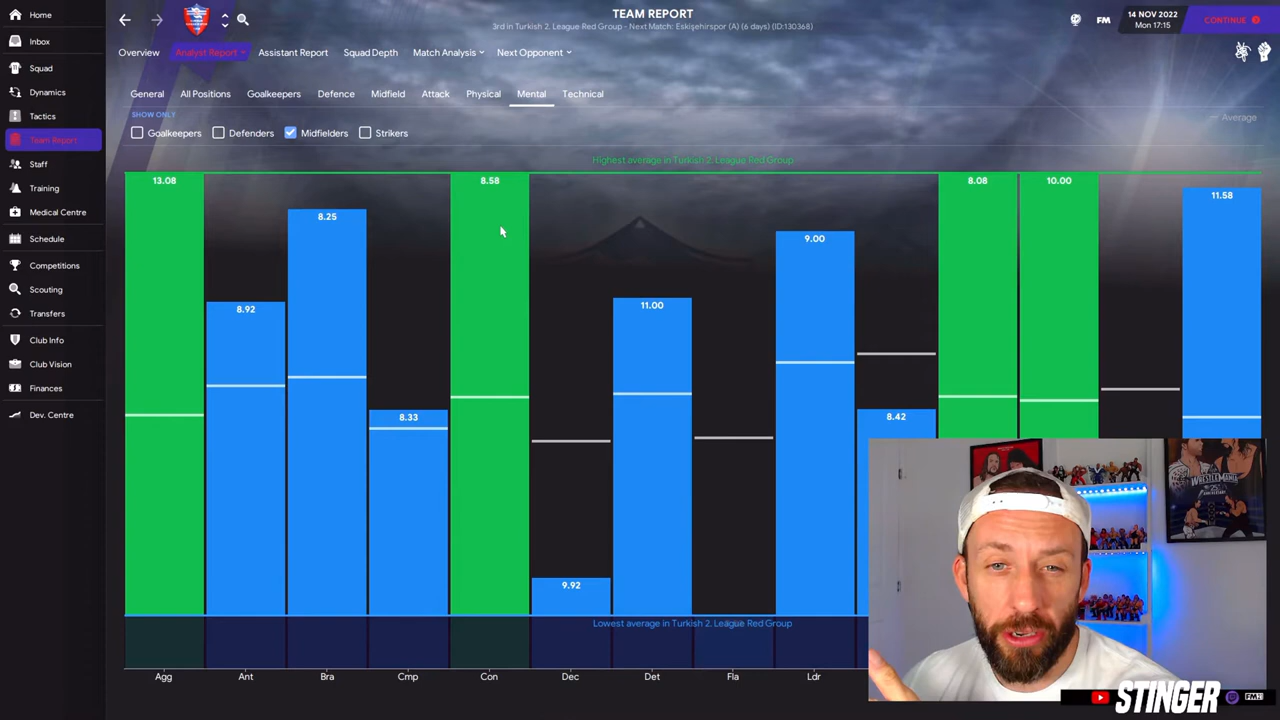 Home
Inbox
Squad
Dynamics
Tactics
Team Report
Staff
Training
Medical Centre
Schedule
Competitions
Scouting
Transfers
Club Info
Club Vision
Finances
Dev. Centre
TEAM REPORT
3rd in Turkish 2. League Red Group - Next Match: Eskişehirspor (A) (6 days) (ID:130368)
FM
14 NOV 2022
Mon 17:15
CONTINUE
Overview
Analyst Report
Assistant Report
Squad Depth
Match Analysis
Next Opponent
General
All Positions
Goalkeepers
Defence
Midfield
Attack
Physical
Mental
Technical
SHOW ONLY
Goalkeepers
Defenders
Midfielders
Strikers
Average
Highest average in Turkish 2. League Red Group
13.08
8.92
8.25
8.33
8.58
9.92
11.00
9.00
8.42
8.08
10.00
11.58
Lowest average in Turkish 2. League Red Group
Agg
Ant
Bra
Cmp
Con
Dec
Det
Fla
Ldr
WRESTLEMANIA
STINGER
FM21